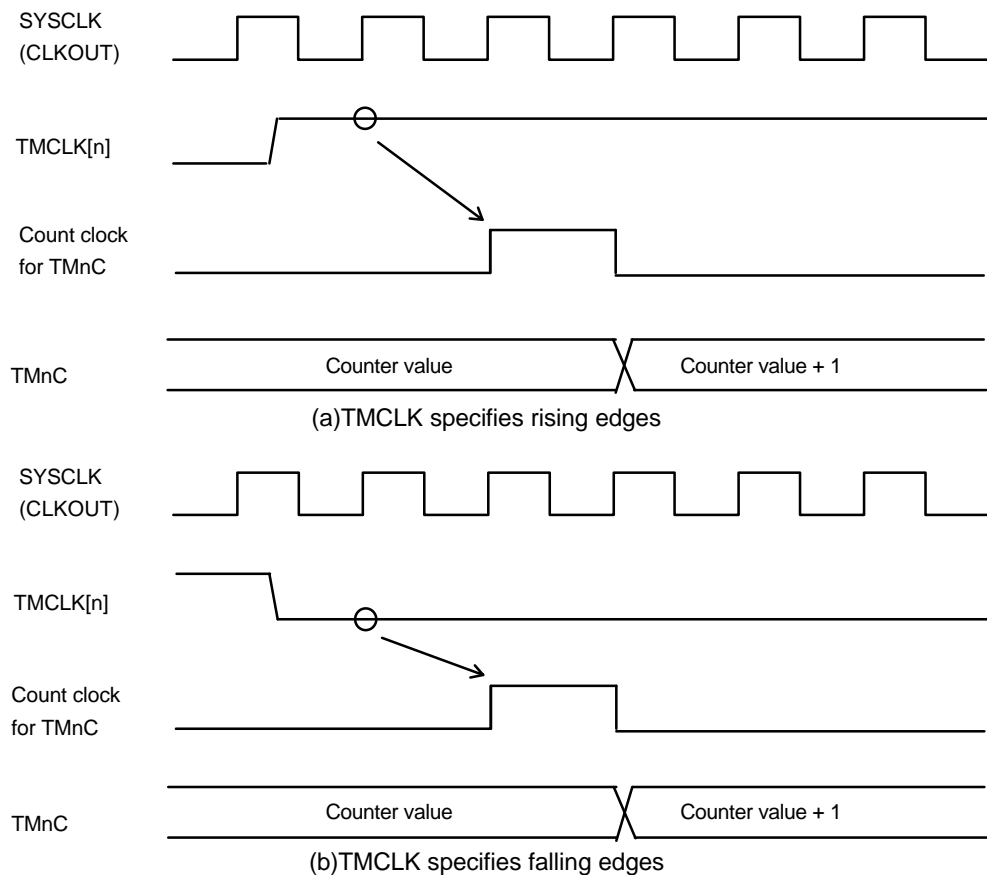 SYSCLK
(CLKOUT)
TMCLK[n]
Count clock
for TMnC
TMnC
Counter value
Counter value + 1
(a)TMCLK specifies rising edges
SYSCLK
(CLKOUT)
TMCLK[n]
Count clock
for TMnC
TMnC
Counter value
Counter value + 1
(b)TMCLK specifies falling edges